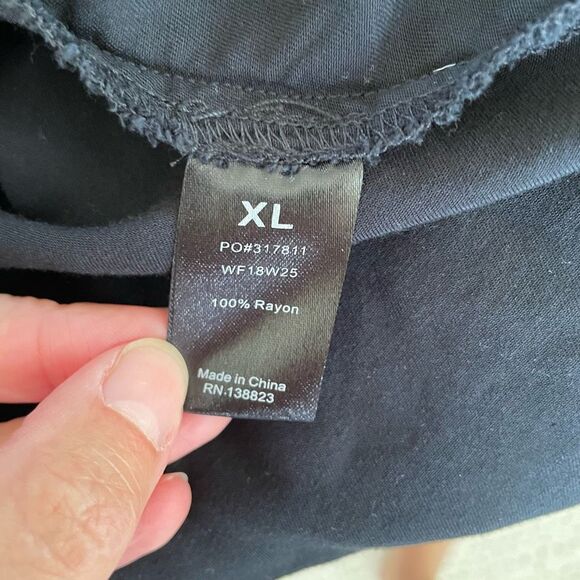 XL
PO#317811
WF18W25
100% Rayon
Made in China
RN.138823